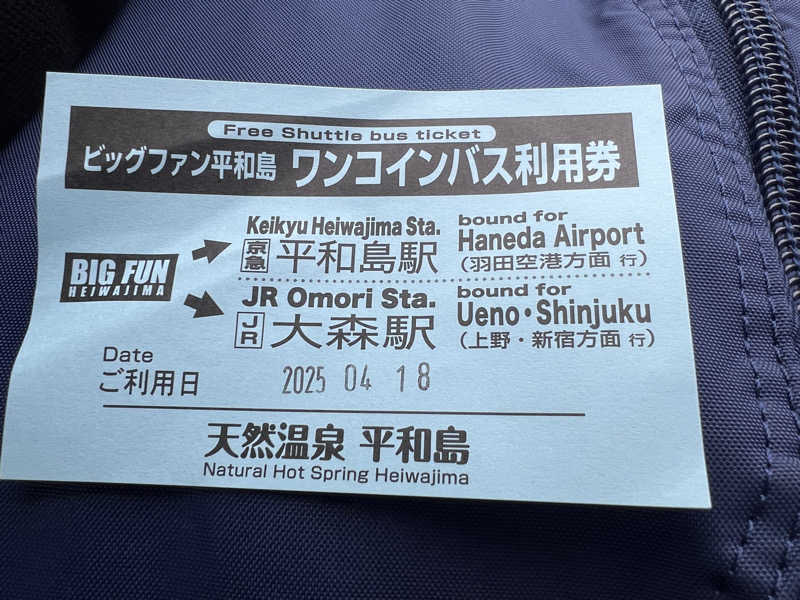 Free Shuttle bus ticket
ビッグファン平和島 ワンコインバス利用券
Keikyu Heiwajima Sta. bound for
京急 平和島駅 Haneda Airport
(羽田空港方面 行)
BIG FUN
HEIWAJIMA
JR Omori Sta. bound for
JR 大森駅 Ueno・Shinjuku
(上野・新宿方面 行)
Date
ご利用日 2025 04 18
天然温泉 平和島
Natural Hot Spring Heiwajima